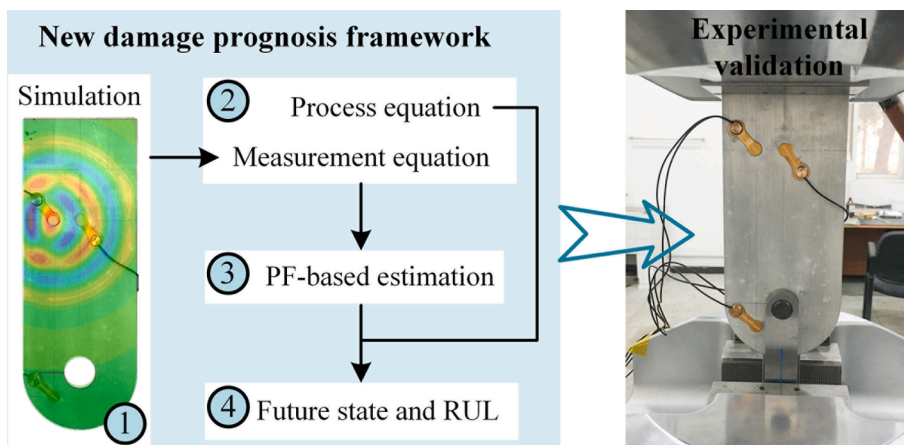 New damage prognosis framework
Simulation
1
2
Process equation
Measurement equation
3
PF-based estimation
4
Future state and RUL
Experimental
validation